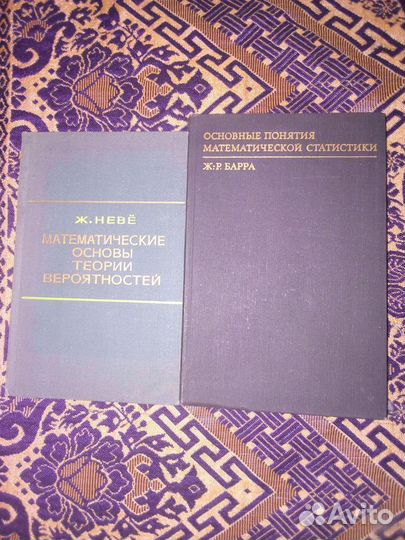 Ж. НЕВЁ
МАТЕМАТИЧЕСКИЕ
ОСНОВЫ
ТЕОРИИ
ВЕРОЯТНОСТЕЙ
ОСНОВНЫЕ ПОНЯТИЯ
МАТЕМАТИЧЕСКОЙ СТАТИСТИКИ
Ж.-Р. БАРРА
Avito